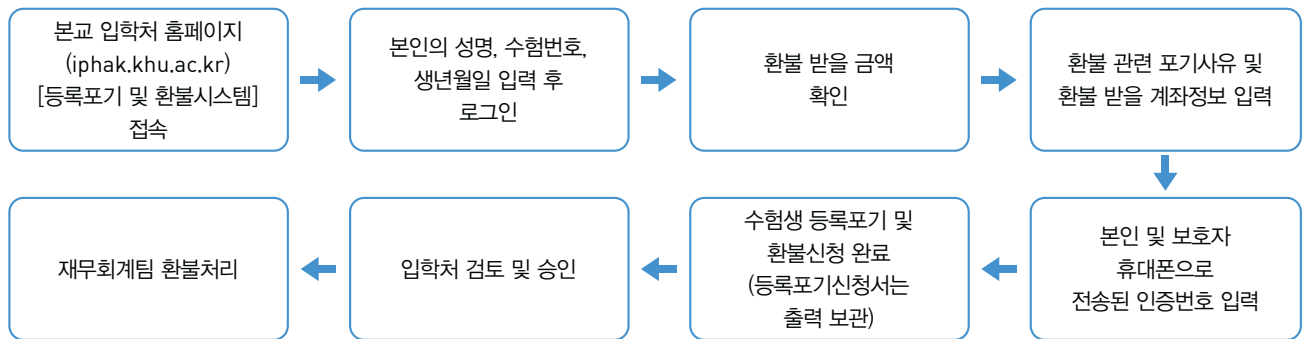 본교 입학처 홈페이지
(iphak.khu.ac.kr)
[등록포기 및 환불시스템]
접속
본인의 성명, 수험번호,
생년월일 입력 후
로그인
환불 받을 금액
확인
환불 관련 포기사유 및
환불 받을 계좌정보 입력
본인 및 보호자
휴대폰으로
전송된 인증번호 입력
수험생 등록포기 및
환불신청 완료
(등록포기신청서는
출력 보관)
입학처 검토 및 승인
재무회계팀 환불처리